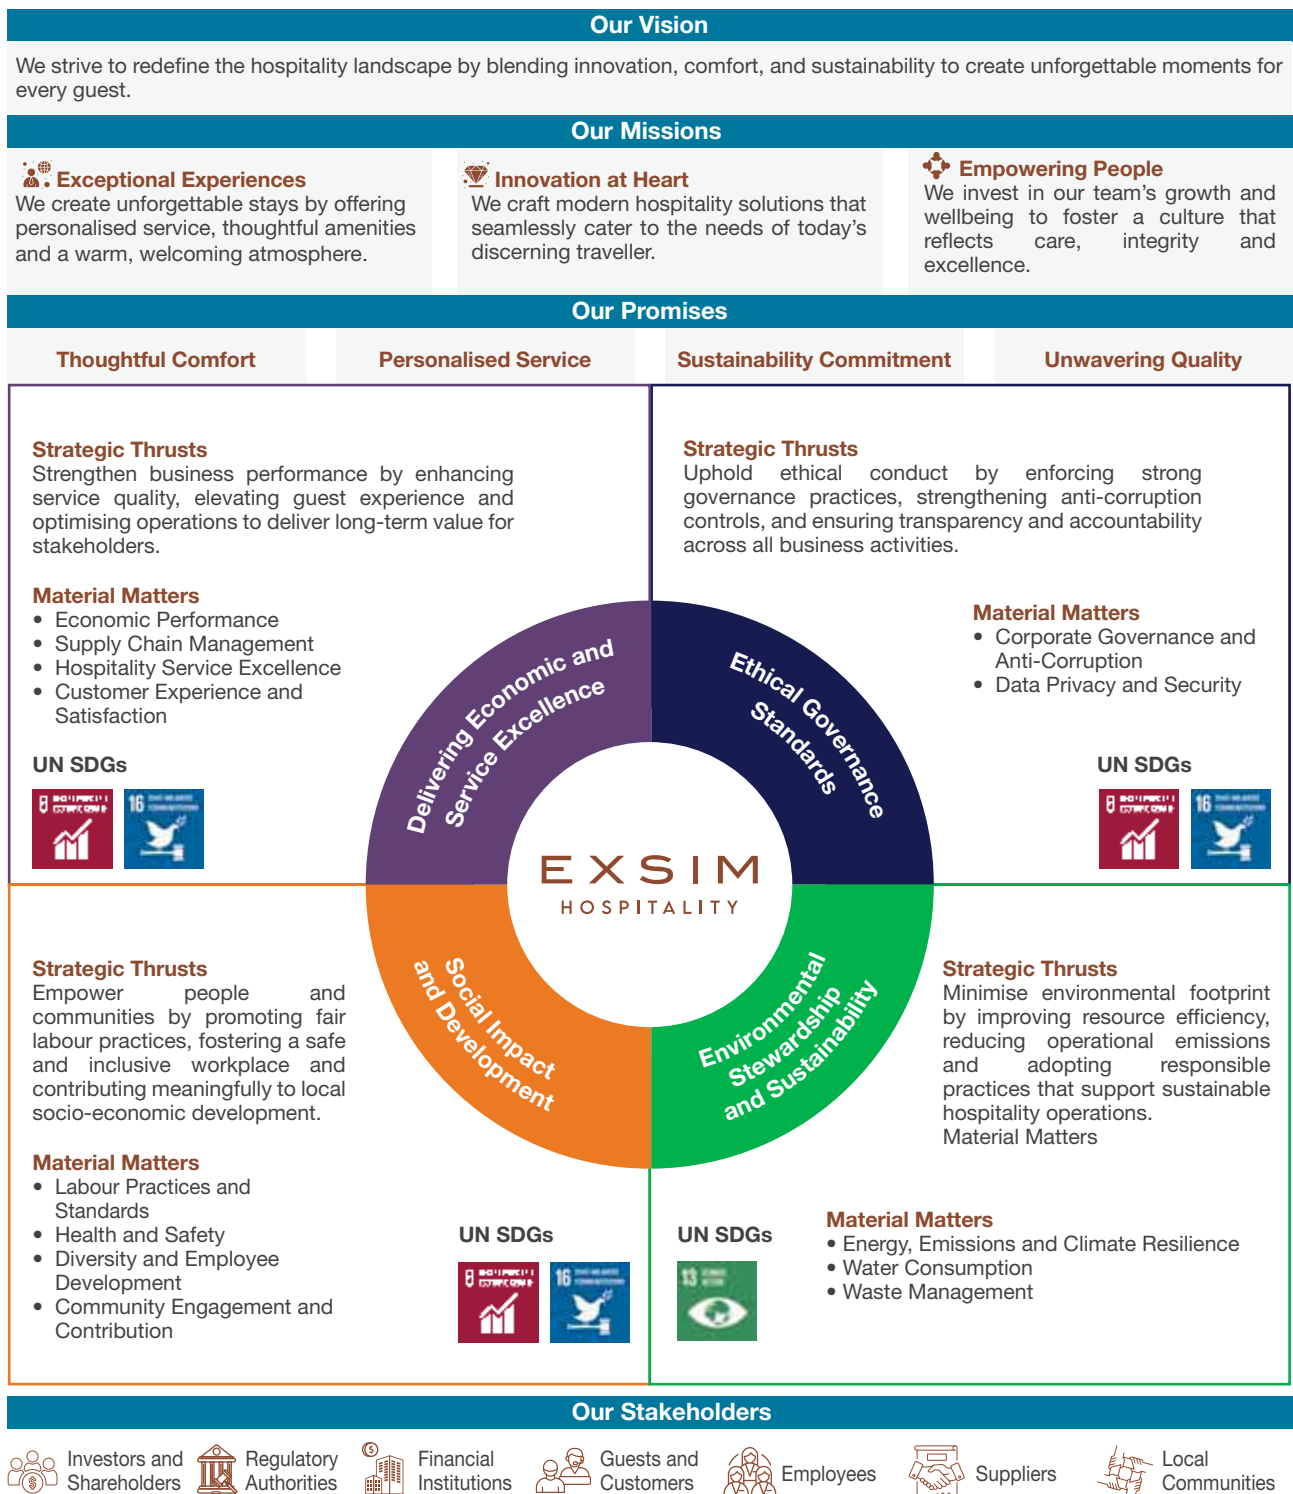 Our Vision
We strive to redefine the hospitality landscape by blending innovation, comfort, and sustainability to create unforgettable moments for
every guest.
Our Missions
Exceptional Experiences
We create unforgettable stays by offering
personalised service, thoughtful amenities
and a warm, welcoming atmosphere.
Innovation at Heart
We craft modern hospitality solutions that
seamlessly cater to the needs of today's
discerning traveller.
Empowering People
We invest in our team's growth and
wellbeing to foster a culture that
reflects care, integrity and
excellence.
Our Promises
Thoughtful Comfort
Personalised Service
Sustainability Commitment
Unwavering Quality
Strategic Thrusts
Strengthen business performance by enhancing
service quality, elevating guest experience and
optimising operations to deliver long-term value for
stakeholders.
Material Matters
• Economic Performance
• Supply Chain Management
• Hospitality Service Excellence
• Customer Experience and
Satisfaction
UN SDGs
8
16
Delivering Economic and
Service Excellence
Strategic Thrusts
Uphold ethical conduct by enforcing strong
governance practices, strengthening anti-corruption
controls, and ensuring transparency and accountability
across all business activities.
Material Matters
• Corporate Governance and
Anti-Corruption
• Data Privacy and Security
UN SDGs
8
16
Ethical Governance
Standards
EXSIM
HOSPITALITY
Strategic Thrusts
Empower people and
communities by promoting fair
labour practices, fostering a safe
and inclusive workplace and
contributing meaningfully to local
socio-economic development.
Material Matters
• Labour Practices and
Standards
• Health and Safety
• Diversity and Employee
Development
• Community Engagement and
Contribution
UN SDGs
8
16
Social Impact
and Development
Environmental
Stewardship
and Sustainability
Strategic Thrusts
Minimise environmental footprint
by improving resource efficiency,
reducing operational emissions
and adopting responsible
practices that support sustainable
hospitality operations.
Material Matters
UN SDGs
13
Material Matters
• Energy, Emissions and Climate Resilience
• Water Consumption
• Waste Management
Our Stakeholders
Investors and
Shareholders
Regulatory
Authorities
Financial
Institutions
Guests and
Customers
Employees
Suppliers
Local
Communities